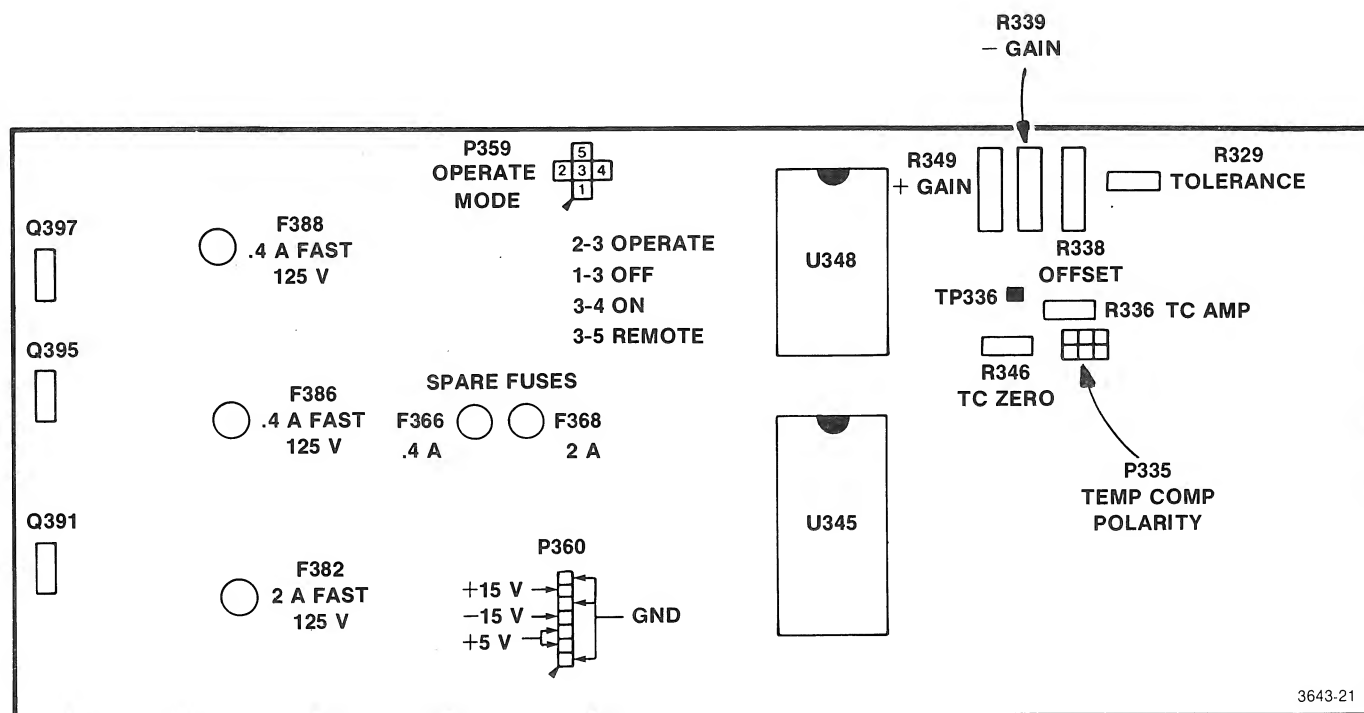 R339
— GAIN
P359
OPERATE
MODE
5
2 3 4
1
R349
+ GAIN
R329
TOLERANCE
Q397
F388
.4 A FAST
125 V
2-3 OPERATE
1-3 OFF
3-4 ON
3-5 REMOTE
U348
R338
OFFSET
TP336
R336 TC AMP
Q395
R346
TC ZERO
SPARE FUSES
F386
.4 A FAST
125 V
F366
.4 A
F368
2 A
P335
TEMP COMP
POLARITY
Q391
U345
P360
F382
2 A FAST
125 V
+15 V
−15 V
+5 V
GND
3643-21